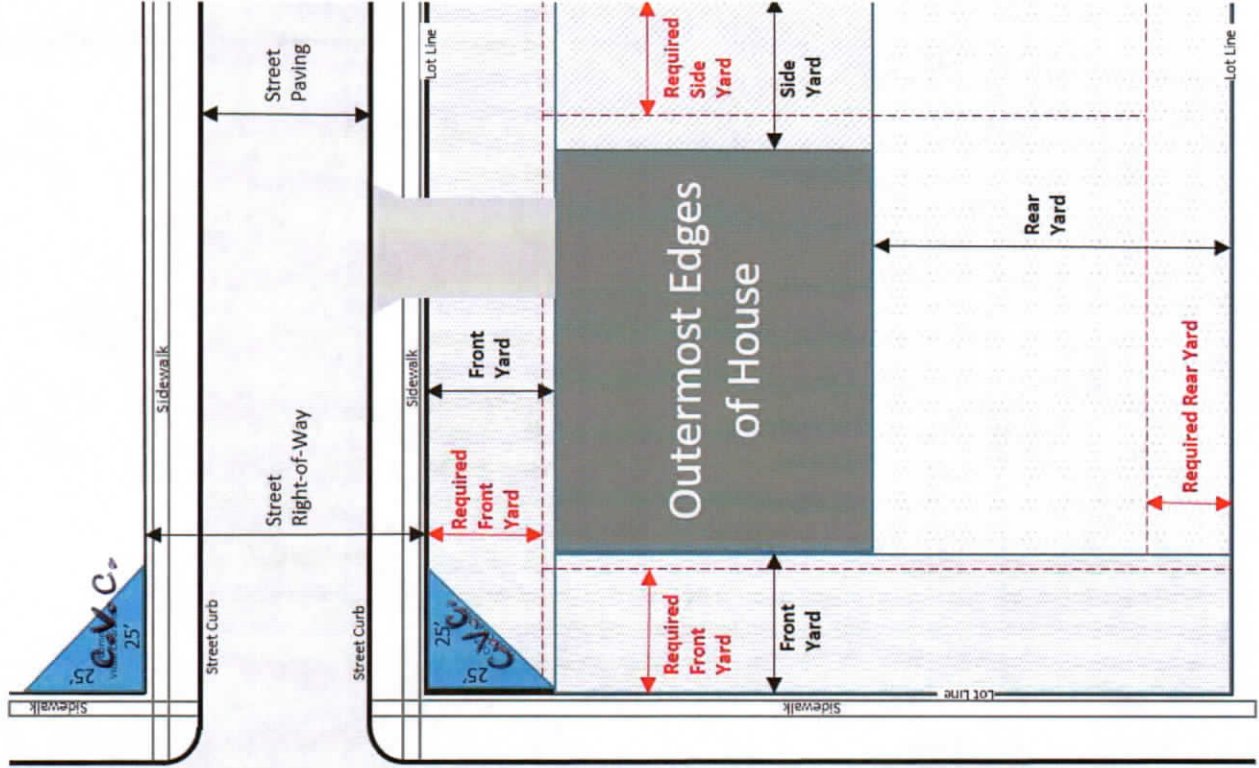 Sidewalk
25'
25'
C.V.C.
Sidewalk
Street Curb
Street
Right-of-Way
Street
Paving
Street Curb
Sidewalk
Lot Line
25'
25'
C.V.C.
Required
Front
Yard
Front
Yard
Required
Front
Yard
Outermost Edges
of House
Required
Side
Yard
Front
Yard
Side
Yard
Sidewalk
Lot Line
Rear
Yard
Required Rear Yard
Lot Line